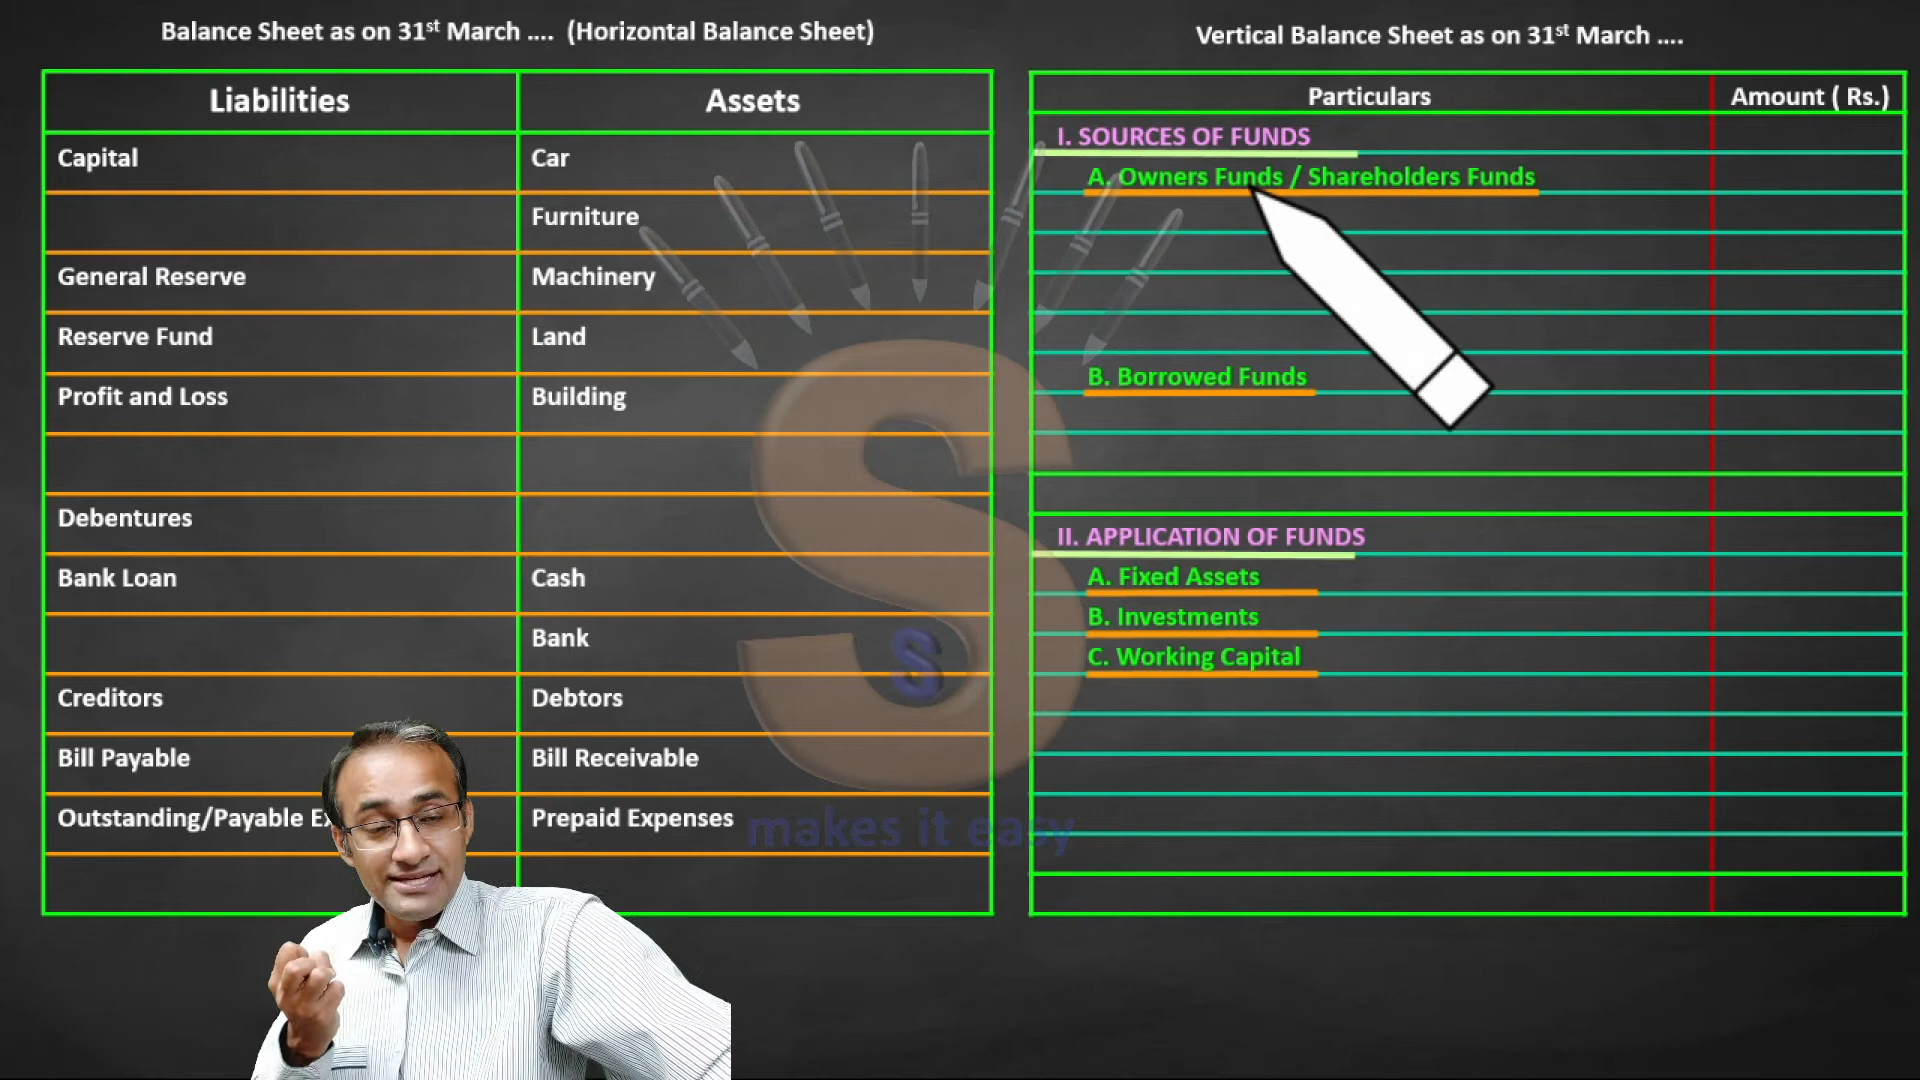 Balance Sheet as on 31st March .... (Horizontal Balance Sheet)
Liabilities Assets
Capital Car
Furniture
General Reserve Machinery
Reserve Fund Land
Profit and Loss Building
Debentures
Bank Loan Cash
Bank
Creditors Debtors
Bill Payable Bill Receivable
Outstanding/Payable Prepaid Expenses
Vertical Balance Sheet as on 31st March ....
Particulars Amount ( Rs.)
I. SOURCES OF FUNDS
A. Owners Funds / Shareholders Funds
B. Borrowed Funds
II. APPLICATION OF FUNDS
A. Fixed Assets
B. Investments
C. Working Capital
S
S
makes it easy